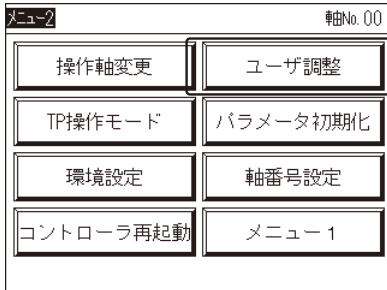 メニュー2 軸No. 00
操作軸変更 ユーザ調整
TP操作モード パラメータ初期化
環境設定 軸番号設定
コントローラ再起動 メニュー 1